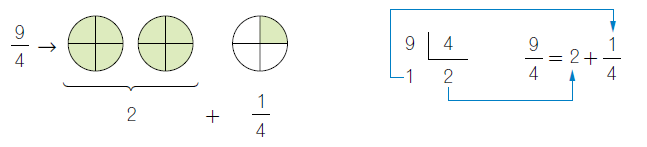 9/4 →
2 + 1/4
9 4
1 2
9/4 = 2 + 1/4